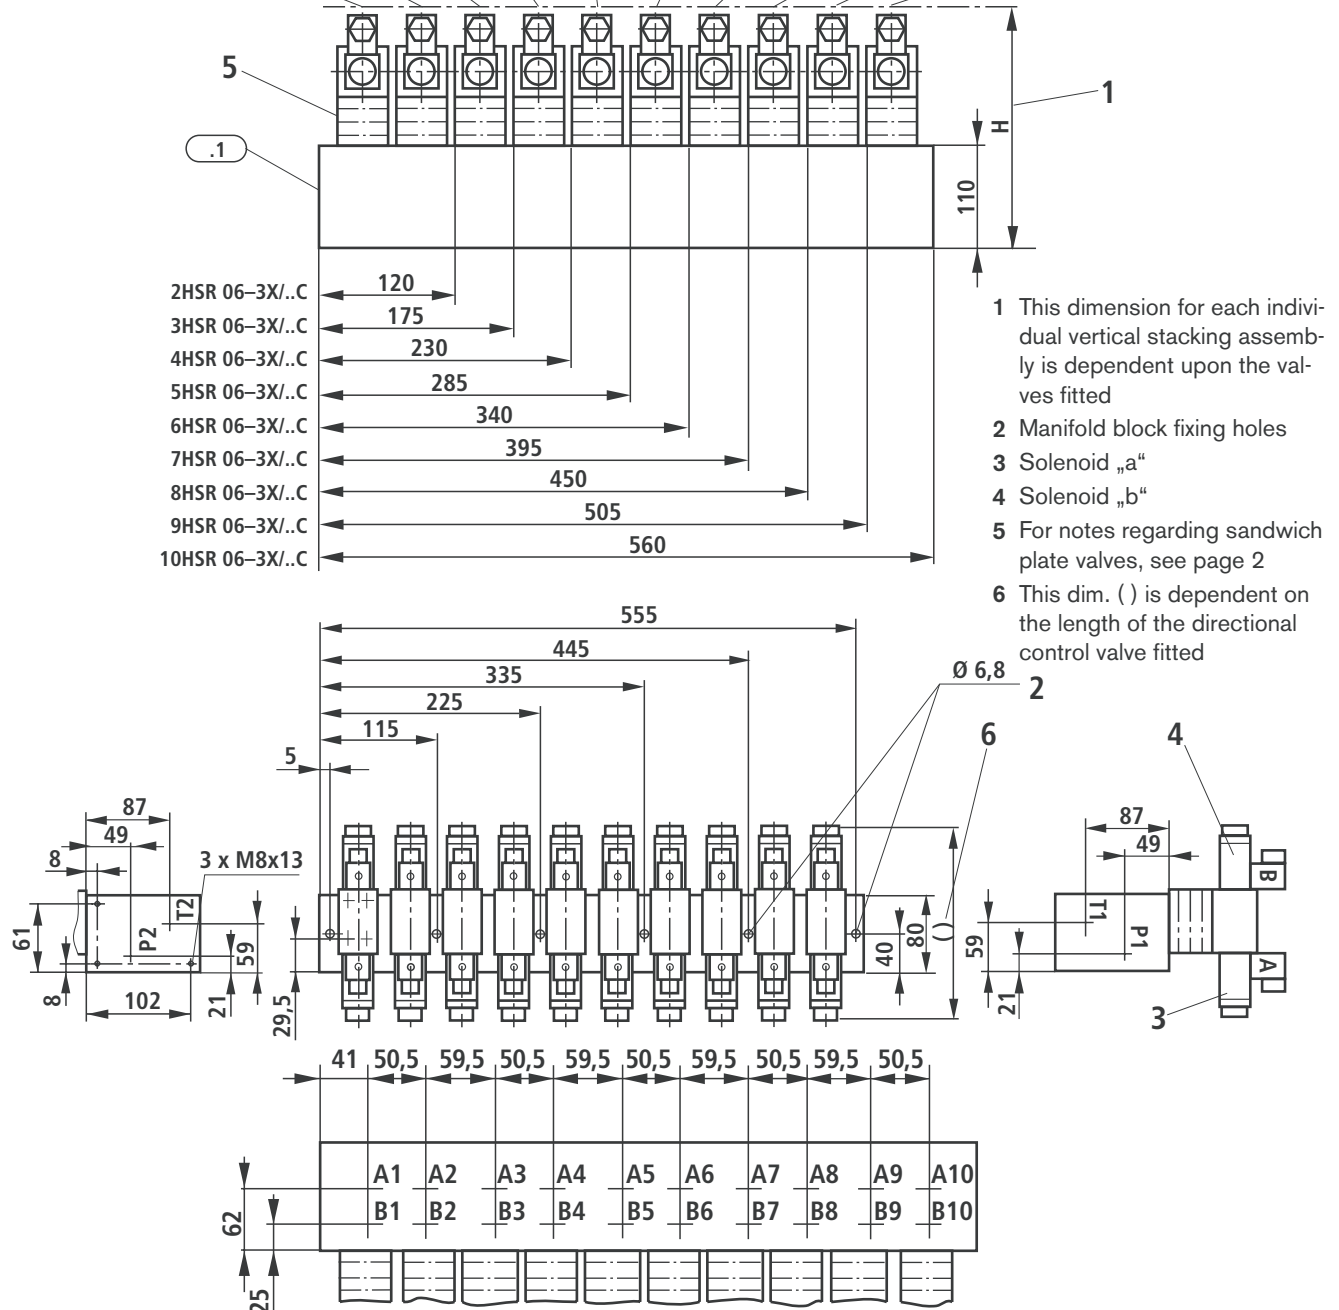 5
1
.1
H
110
2HSR 06–3X/..C 120
3HSR 06–3X/..C 175
4HSR 06–3X/..C 230
5HSR 06–3X/..C 285
6HSR 06–3X/..C 340
7HSR 06–3X/..C 395
8HSR 06–3X/..C 450
9HSR 06–3X/..C 505
10HSR 06–3X/..C 560
1 This dimension for each indivi-
dual vertical stacking assemb-
ly is dependent upon the val-
ves fitted
2 Manifold block fixing holes
3 Solenoid „a“
4 Solenoid „b“
5 For notes regarding sandwich
plate valves, see page 2
6 This dim. ( ) is dependent on
the length of the directional
control valve fitted
555
445
335
225
115
5
Ø 6,8
2
6
4
87
49
8
3 x M8x13
T2
P2
61
8
59
21
102
29,5
40
80
( )
87
49
B
T1
P1
59
21
A
3
41 50,5 59,5 50,5 59,5 50,5 59,5 50,5 59,5 50,5
A1 A2 A3 A4 A5 A6 A7 A8 A9 A10
B1 B2 B3 B4 B5 B6 B7 B8 B9 B10
62
25